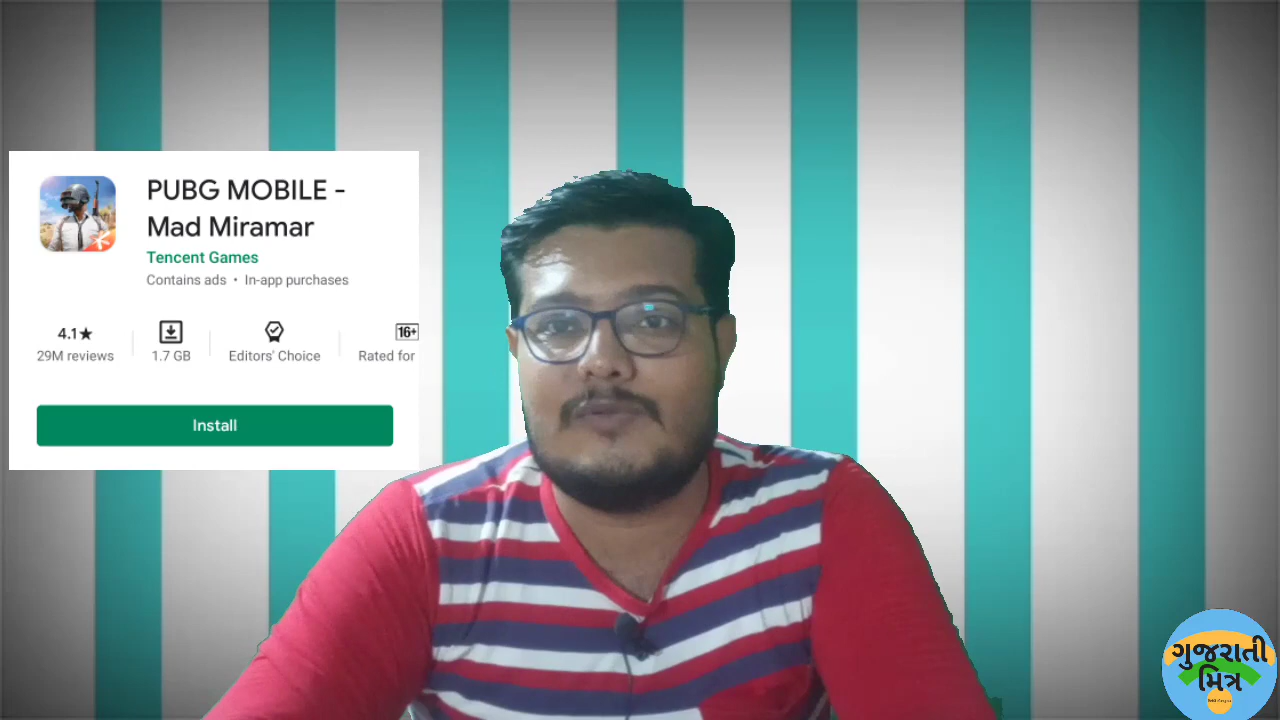 PUBG MOBILE -
Mad Miramar
Tencent Games
Contains ads • In-app purchases
4.1★
29M reviews
1.7 GB
Editors' Choice
16+
Rated for
Install
ગુજરાતી
મિત્ર